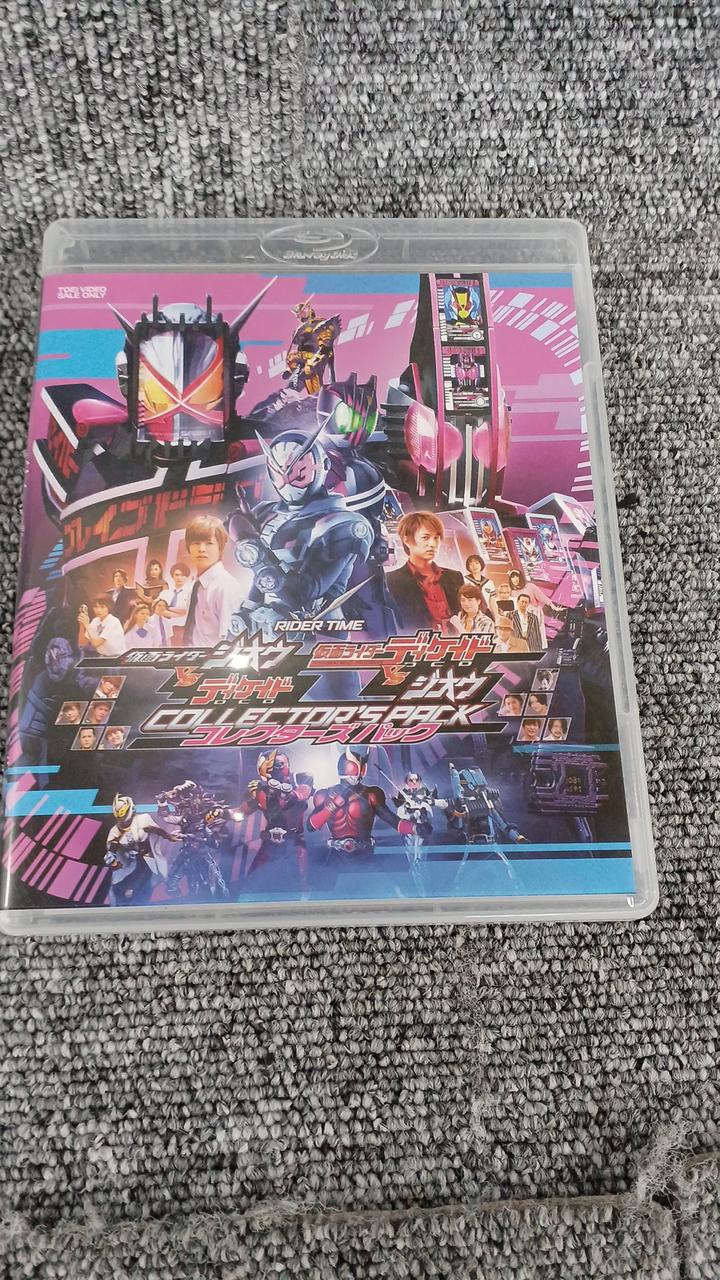 Blu-ray Disc
TOEI VIDEO
SALE ONLY
RIDER TIME
仮面ライダー ジオウ
VS
ディケイド
仮面ライダー ディケイド
VS
ジオウ
COLLECTOR'S PACK
コレクターズパック